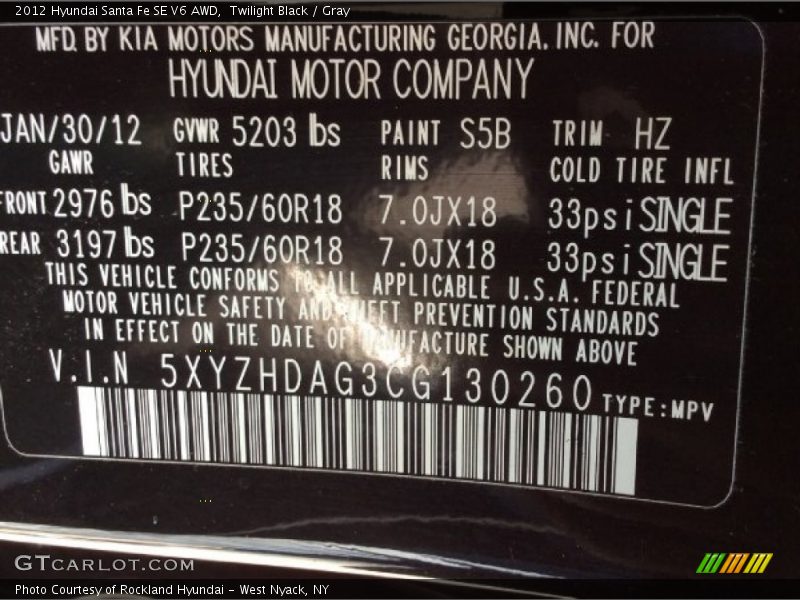 2012 Hyundai Santa Fe SE V6 AWD,  Twilight Black / Gray
MFD. BY KIA MOTORS MANUFACTURING GEORGIA. INC. FOR
HYUNDAI MOTOR COMPANY
JAN/30/12 GVWR 5203 lbs PAINT S5B TRIM HZ
GAWR TIRES RIMS COLD TIRE INFL
FRONT 2976 lbs P235/60R18 7.0JX18 33psi SINGLE
REAR 3197 lbs P235/60R18 7.0JX18 33psi SINGLE
THIS VEHICLE CONFORMS TO ALL APPLICABLE U.S.A. FEDERAL
MOTOR VEHICLE SAFETY AND THEFT PREVENTION STANDARDS
IN EFFECT ON THE DATE OF MANUFACTURE SHOWN ABOVE
V.I.N 5XYZHDAG3CG130260 TYPE:MPV
GTCARLOT.COM
Photo Courtesy of Rockland Hyundai - West Nyack, NY